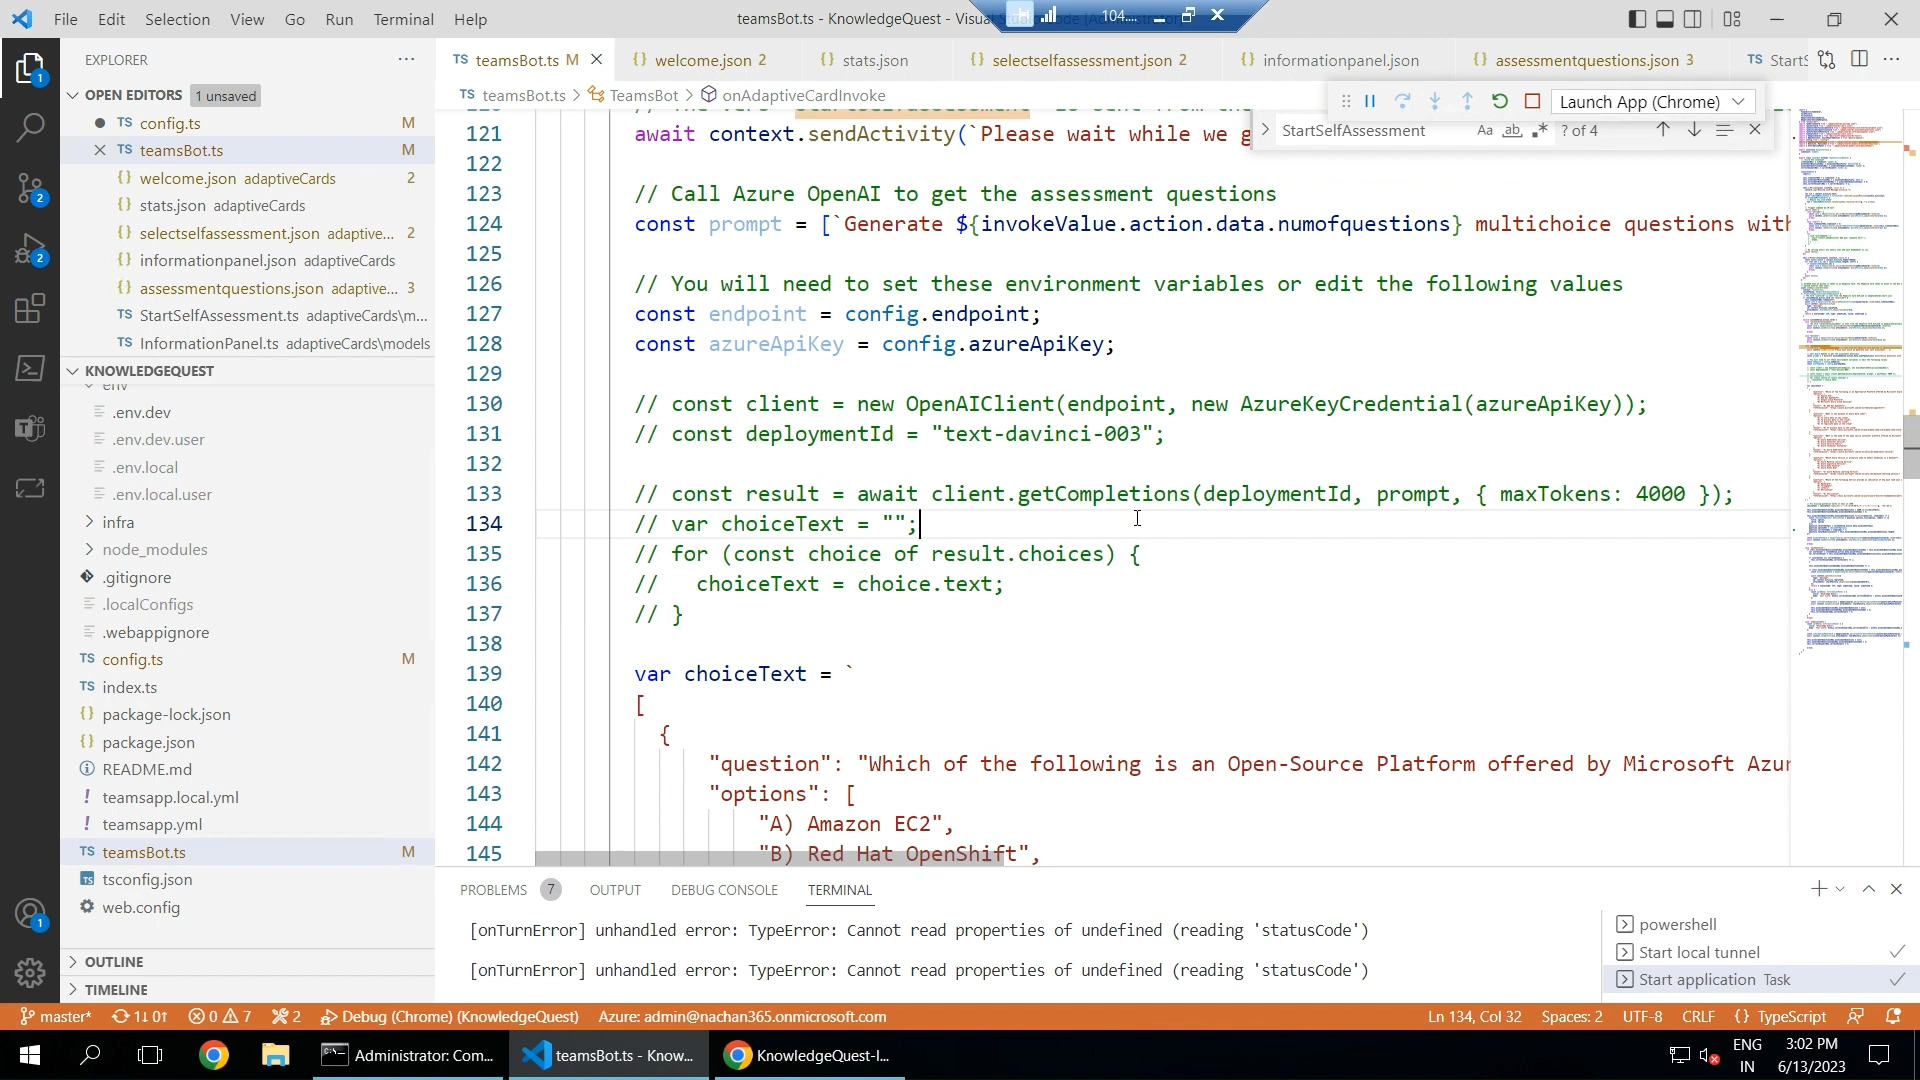 File Edit Selection View Go Run Terminal Help
teamsBot.ts - KnowledgeQuest - Visual Studio Code [Administrator]
104....
EXPLORER
OPEN EDITORS 1 unsaved
config.ts M
teamsBot.ts M
welcome.json adaptiveCards 2
stats.json adaptiveCards
selectselfassessment.json adaptive... 2
informationpanel.json adaptiveCards
assessmentquestions.json adaptive... 3
StartSelfAssessment.ts adaptiveCards\m...
InformationPanel.ts adaptiveCards\models
KNOWLEDGEQUEST
env
.env.dev
.env.dev.user
.env.local
.env.local.user
infra
node_modules
.gitignore
.localConfigs
.webappignore
config.ts M
index.ts
package-lock.json
package.json
README.md
teamsapp.local.yml
teamsapp.yml
teamsBot.ts M
tsconfig.json
web.config
OUTLINE
TIMELINE
teamsBot.ts M welcome.json 2 stats.json selectselfassessment.json 2 informationpanel.json assessmentquestions.json 3 StartS
teamsBot.ts > TeamsBot > onAdaptiveCardInvoke
Launch App (Chrome)
StartSelfAssessment Aa ab ? of 4
121 await context.sendActivity(`Please wait while we g
122
123 // Call Azure OpenAI to get the assessment questions
124 const prompt = [`Generate ${invokeValue.action.data.numofquestions} multichoice questions with
125
126 // You will need to set these environment variables or edit the following values
127 const endpoint = config.endpoint;
128 const azureApiKey = config.azureApiKey;
129
130 // const client = new OpenAIClient(endpoint, new AzureKeyCredential(azureApiKey));
131 // const deploymentId = "text-davinci-003";
132
133 // const result = await client.getCompletions(deploymentId, prompt, { maxTokens: 4000 });
134 // var choiceText = "";
135 // for (const choice of result.choices) {
136 //   choiceText = choice.text;
137 // }
138
139 var choiceText = `
140 [
141 {
142 "question": "Which of the following is an Open-Source Platform offered by Microsoft Azur
143 "options": [
144 "A) Amazon EC2",
145 "B) Red Hat OpenShift",
PROBLEMS 7 OUTPUT DEBUG CONSOLE TERMINAL
[onTurnError] unhandled error: TypeError: Cannot read properties of undefined (reading 'statusCode')
[onTurnError] unhandled error: TypeError: Cannot read properties of undefined (reading 'statusCode')
powershell
Start local tunnel
Start application Task
master* 1↓ 0↑ 0 7 2 Debug (Chrome) (KnowledgeQuest) Azure: admin@nachan365.onmicrosoft.com Ln 134, Col 32 Spaces: 2 UTF-8 CRLF {} TypeScript
Administrator: Com... teamsBot.ts - Know... KnowledgeQuest-l...
ENG
IN
3:02 PM
6/13/2023